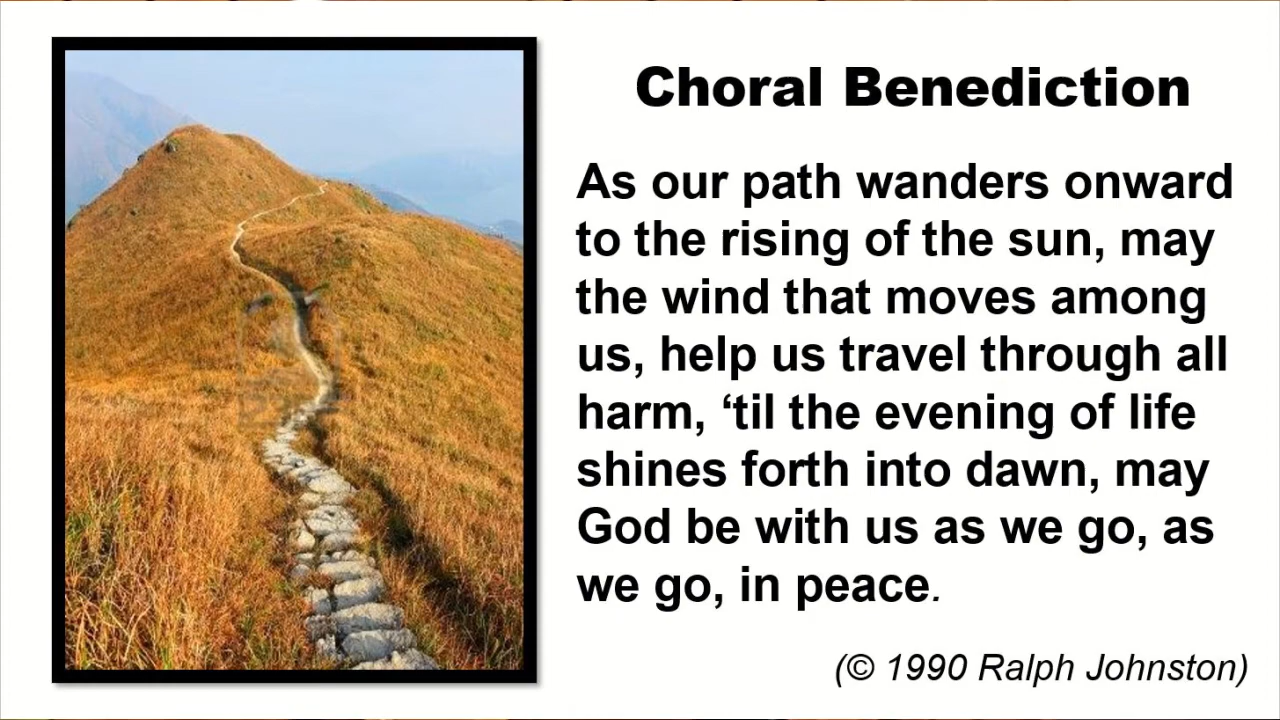 Choral Benediction
As our path wanders onward
to the rising of the sun, may
the wind that moves among
us, help us travel through all
harm, ‘til the evening of life
shines forth into dawn, may
God be with us as we go, as
we go, in peace.
(© 1990 Ralph Johnston)